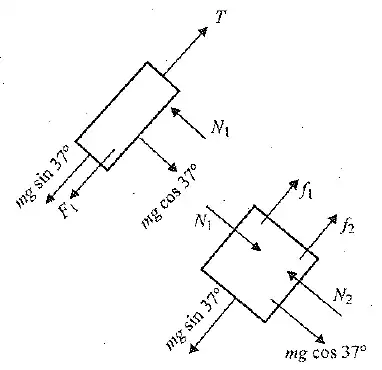 T
N₁
mg sin 37°
F₁
mg cos 37°
f₁
N₁
f₂
N₂
mg sin 37°
mg cos 37°